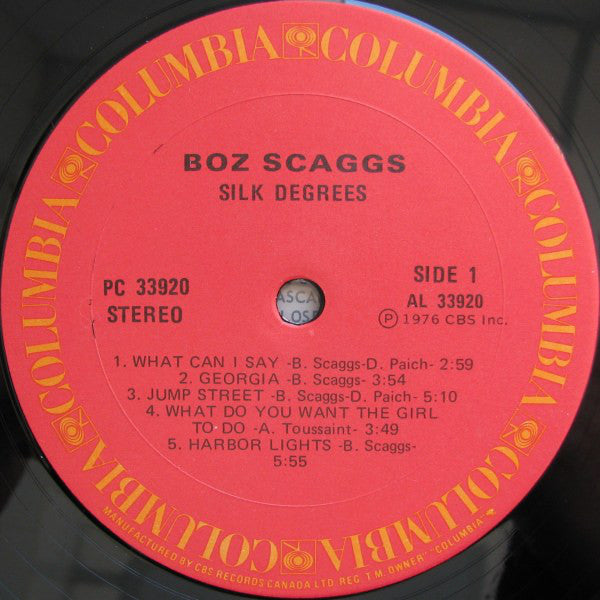 COLUMBIA COLUMBIA COLUMBIA COLUMBIA COLUMBIA COLUMBIA COLUMBIA
BOZ SCAGGS
SILK DEGREES
PC 33920
STEREO
SIDE 1
AL 33920
Ⓟ 1976 CBS Inc.
ASCA
LOSE
1. WHAT CAN I SAY -B. Scaggs-D. Paich- 2:59
2. GEORGIA -B. Scaggs- 3:54
3. JUMP STREET -B. Scaggs-D. Paich- 5:10
4. WHAT DO YOU WANT THE GIRL
TO DO -A. Toussaint- 3:49
5. HARBOR LIGHTS -B. Scaggs-
5:55
MANUFACTURED BY CBS RECORDS CANADA LTD. REG. T.M. OWNER "COLUMBIA"